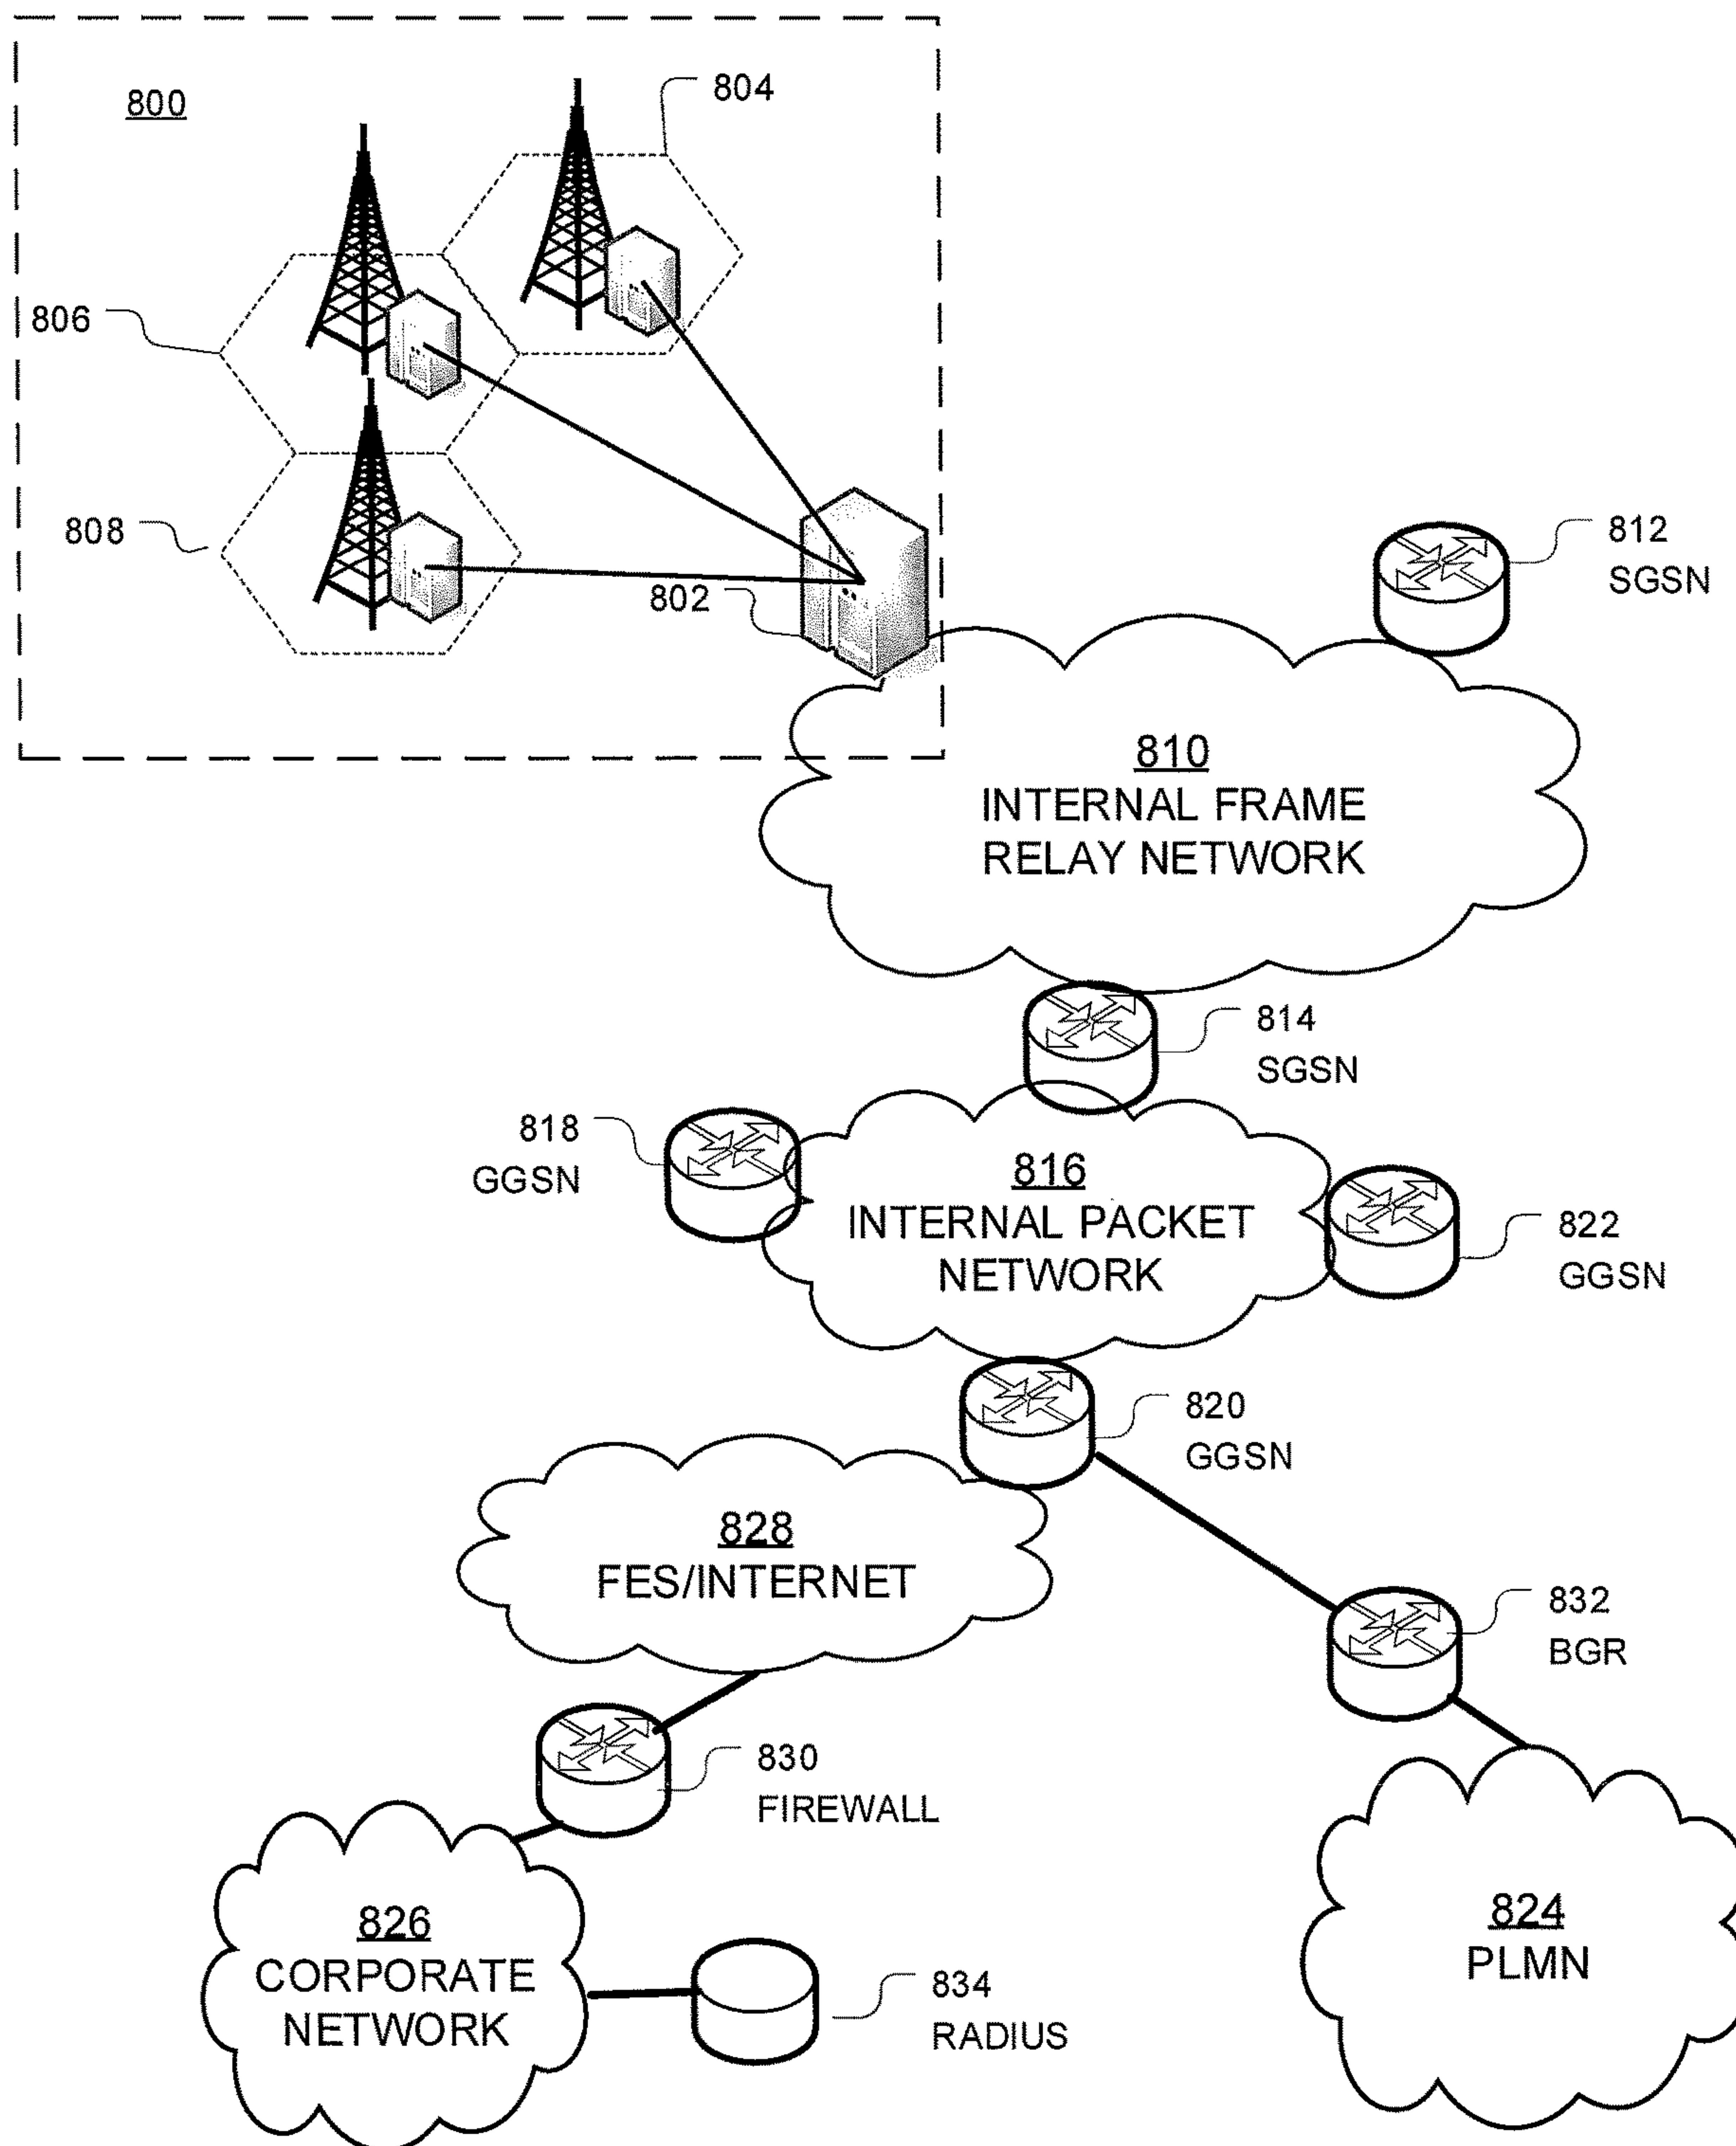 800
804
806
808
802
812
SGSN
810
INTERNAL FRAME
RELAY NETWORK
814
SGSN
818
GGSN
816
INTERNAL PACKET
NETWORK
822
GGSN
820
GGSN
828
FES/INTERNET
832
BGR
830
FIREWALL
826
CORPORATE
NETWORK
834
RADIUS
824
PLMN